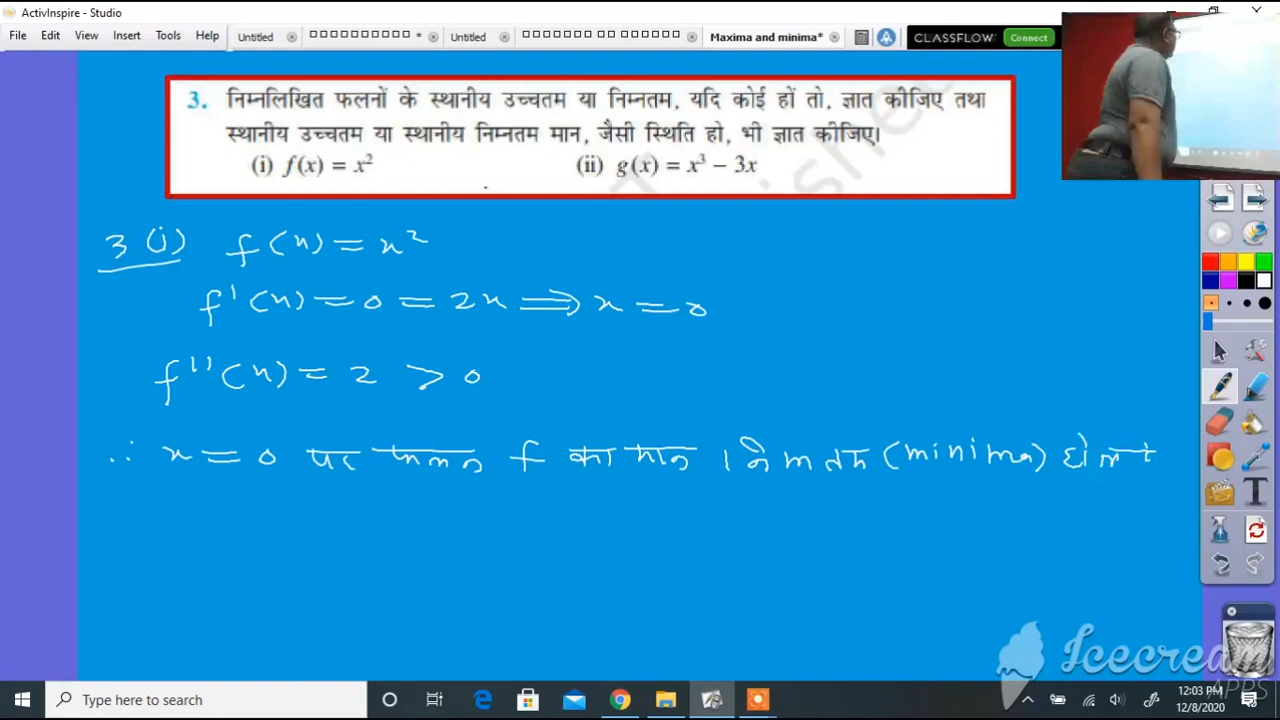 ActivInspire - Studio
File Edit View Insert Tools Help Untitled Untitled Maxima and minima* CLASSFLOW Connect
3. निम्नलिखित फलनों के स्थानीय उच्चतम या निम्नतम, यदि कोई हों तो, ज्ञात कीजिए तथा
स्थानीय उच्चतम या स्थानीय निम्नतम मान, जैसी स्थिति हो, भी ज्ञात कीजिए।
(i) f(x) = x² (ii) g(x) = x³ − 3x
3 (i) f(x) = x²
f'(x) = 0 = 2x ⟹ x = 0
f''(x) = 2 > 0
∴ x = 0 पर फलन f का मान निम्नतम (minima) होगा
Icecream
APPS
Type here to search
12:03 PM
12/8/2020